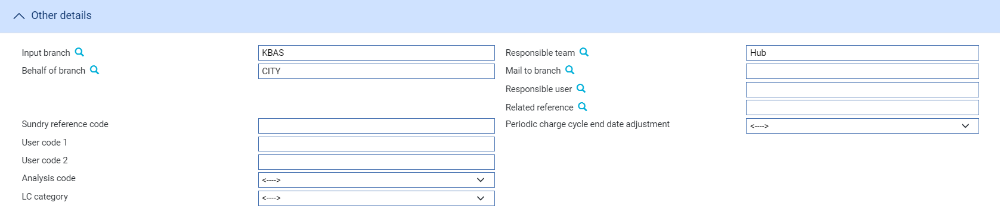 Other details
Input branch KBAS Responsible team Hub
Behalf of branch CITY Mail to branch
Responsible user
Related reference
Sundry reference code Periodic charge cycle end date adjustment <---->
User code 1
User code 2
Analysis code <---->
LC category <---->